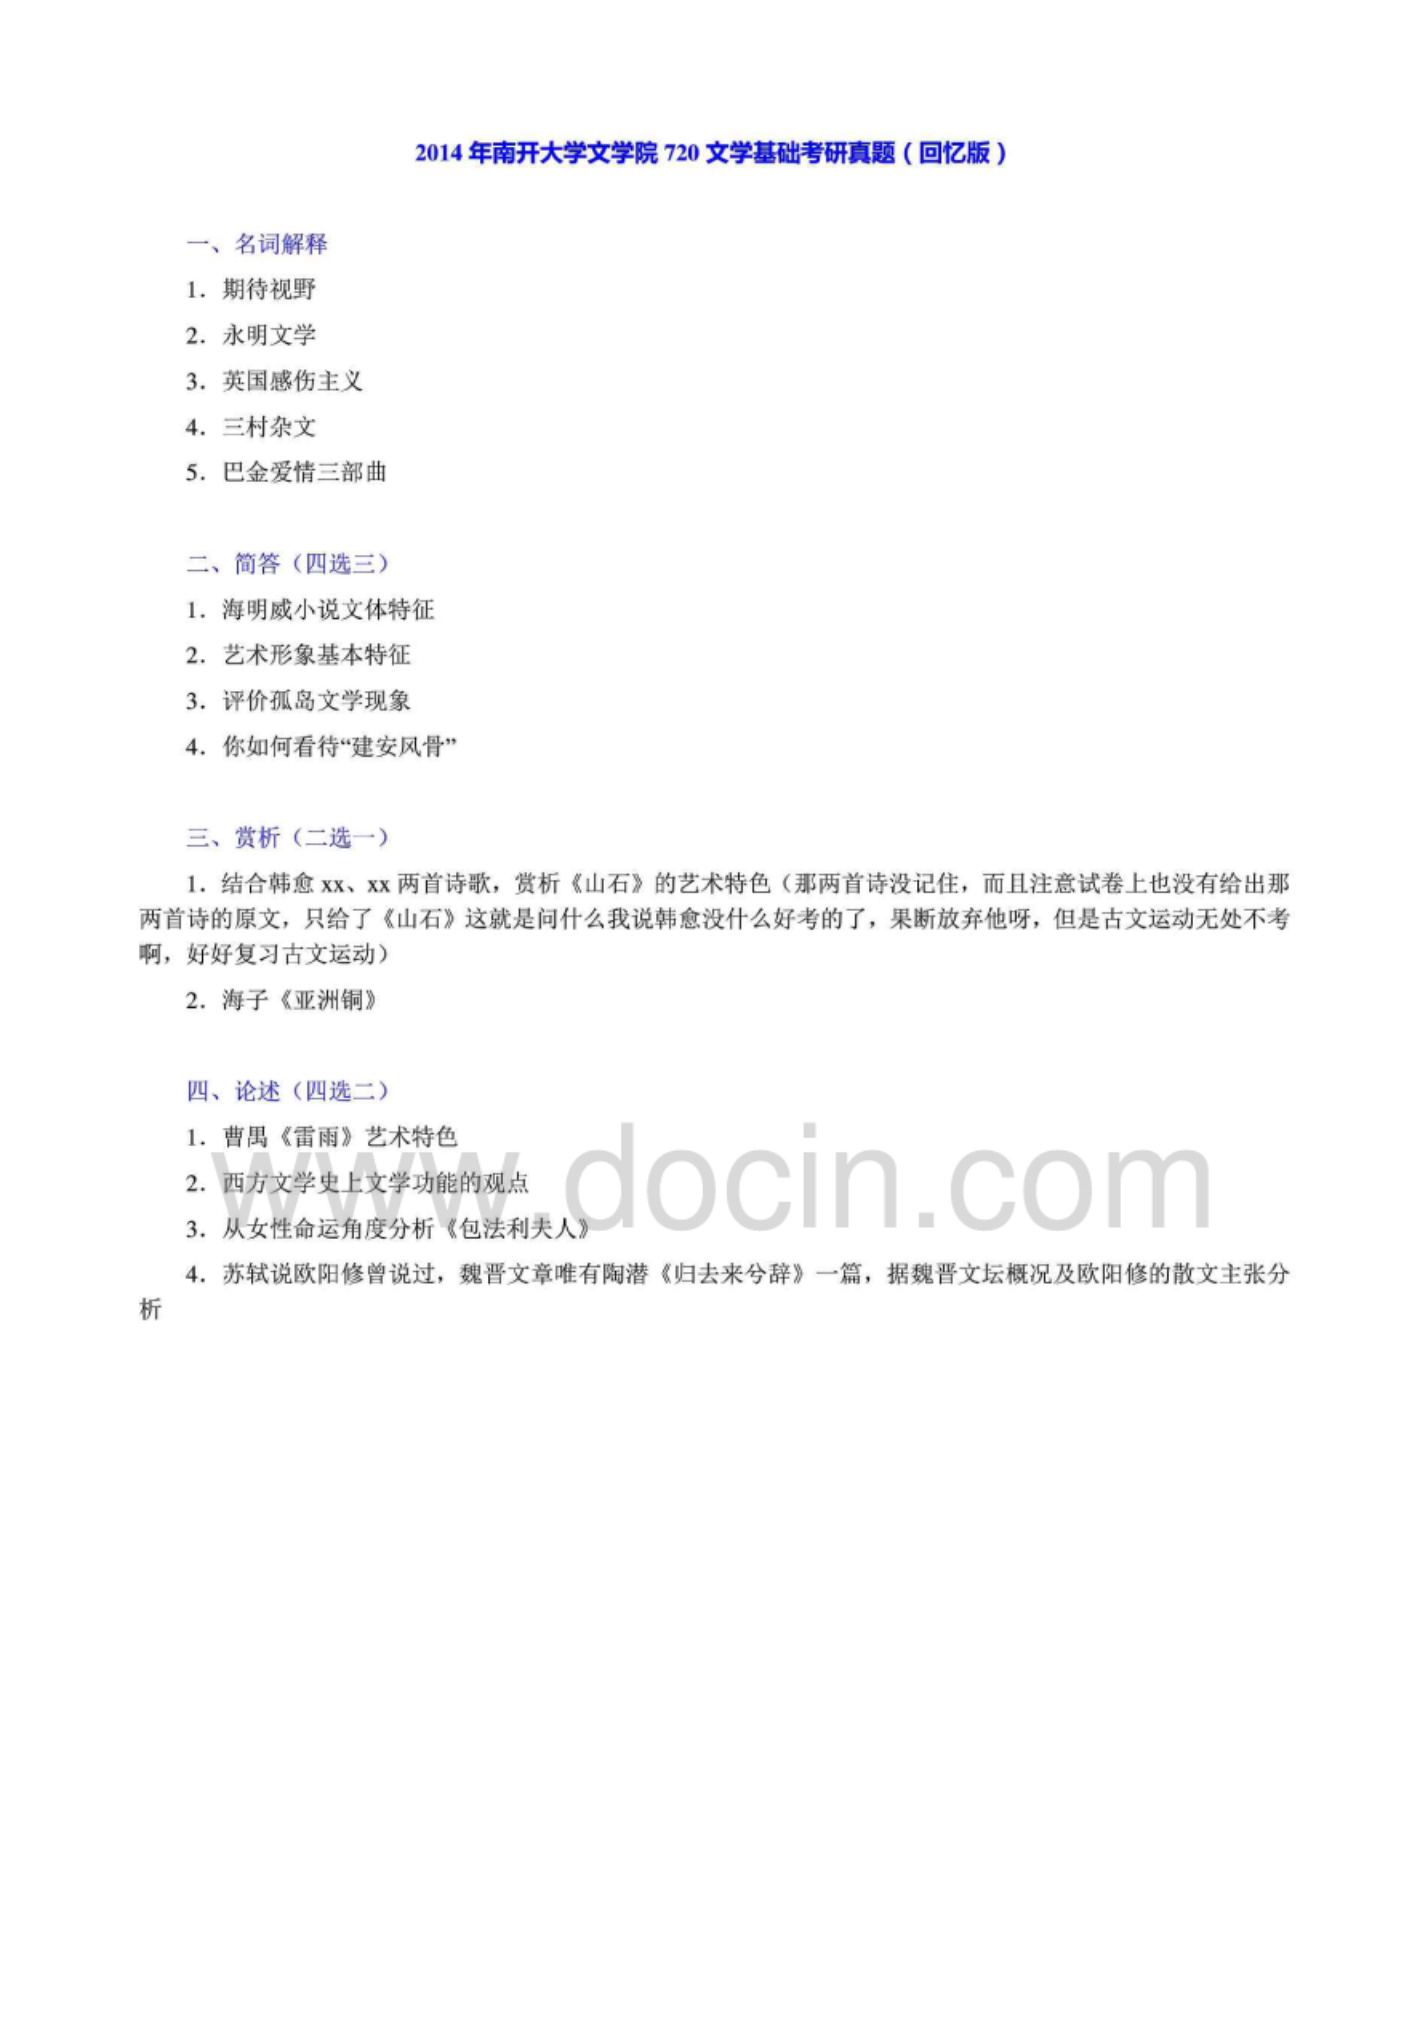 2014 年南开大学文学院 720 文学基础考研真题（回忆版）
一、名词解释
1．期待视野
2．永明文学
3．英国感伤主义
4．三村杂文
5．巴金爱情三部曲
二、简答（四选三）
1．海明威小说文体特征
2．艺术形象基本特征
3．评价孤岛文学现象
4．你如何看待“建安风骨”
三、赏析（二选一）
1．结合韩愈 xx、xx 两首诗歌，赏析《山石》的艺术特色（那两首诗没记住，而且注意试卷上也没有给出那
两首诗的原文，只给了《山石》这就是问什么我说韩愈没什么好考的了，果断放弃他呀，但是古文运动无处不考
啊，好好复习古文运动）
2．海子《亚洲铜》
四、论述（四选二）
1．曹禺《雷雨》艺术特色
2．西方文学史上文学功能的观点
3．从女性命运角度分析《包法利夫人》
4．苏轼说欧阳修曾说过，魏晋文章唯有陶潜《归去来兮辞》一篇，据魏晋文坛概况及欧阳修的散文主张分
析
www.docin.com